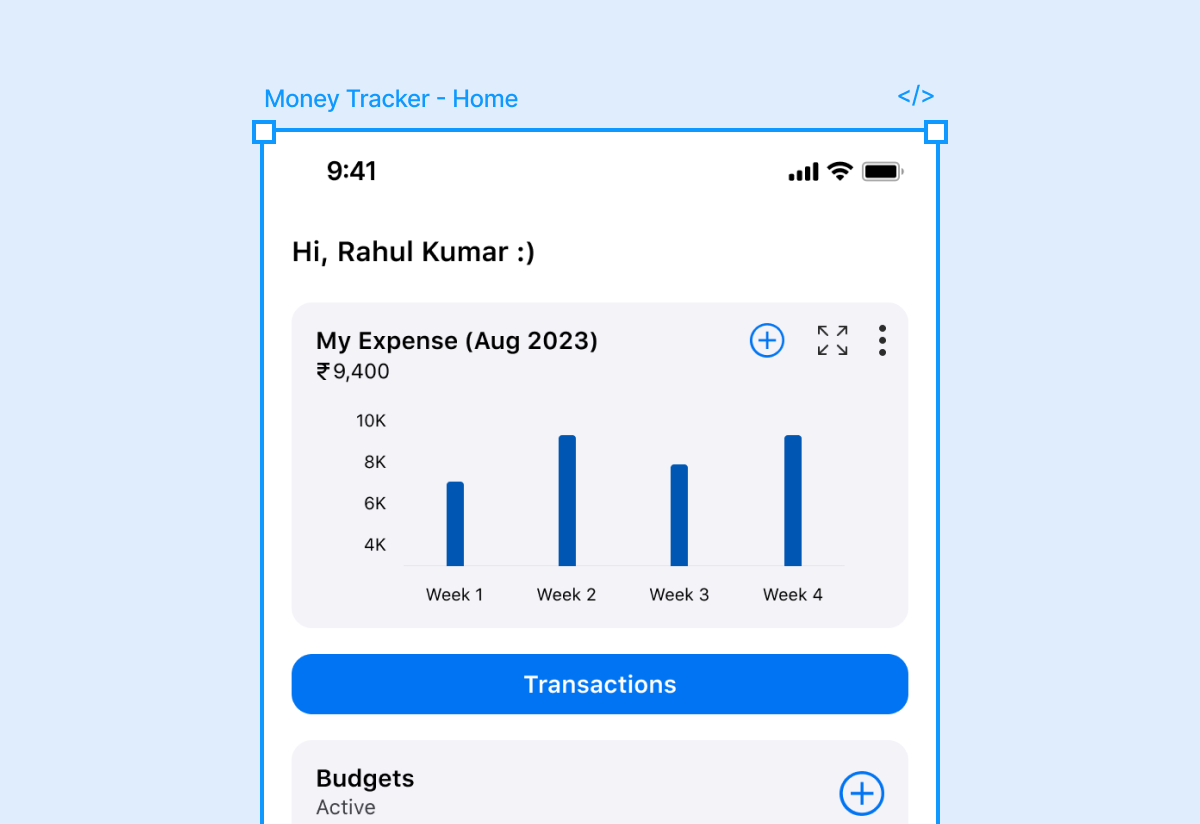 Money Tracker - Home </>
9:41
Hi, Rahul Kumar :)
My Expense (Aug 2023)
₹9,400
10K
8K
6K
4K
Week 1 Week 2 Week 3 Week 4
Transactions
Budgets
Active